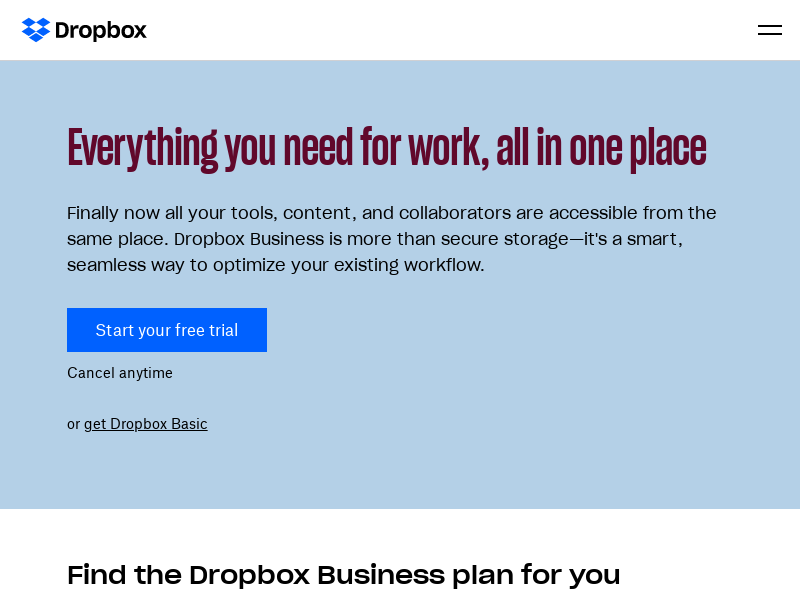 Dropbox
Everything you need for work, all in one place
Finally now all your tools, content, and collaborators are accessible from the
same place. Dropbox Business is more than secure storage—it's a smart,
seamless way to optimize your existing workflow.
Start your free trial
Cancel anytime
or get Dropbox Basic
Find the Dropbox Business plan for you